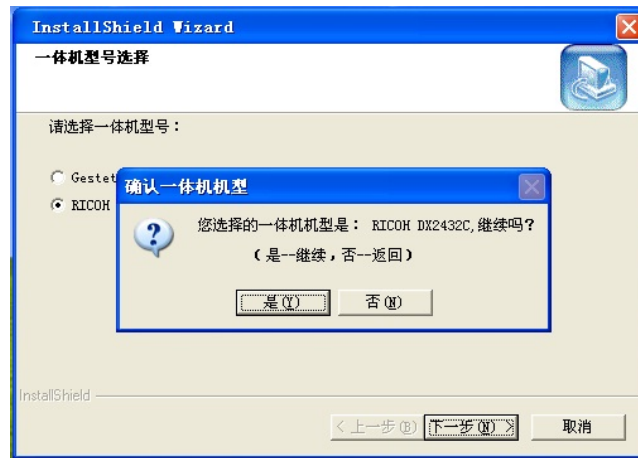 InstallShield Wizard
一体机型号选择
请选择一体机型号：
Gestet
RICOH
确认一体机机型
您选择的一体机机型是： RICOH DX2432C,继续吗?
（是--继续，否--返回）
是(Y)
否(N)
InstallShield
< 上一步(B)
下一步(N) >
取消